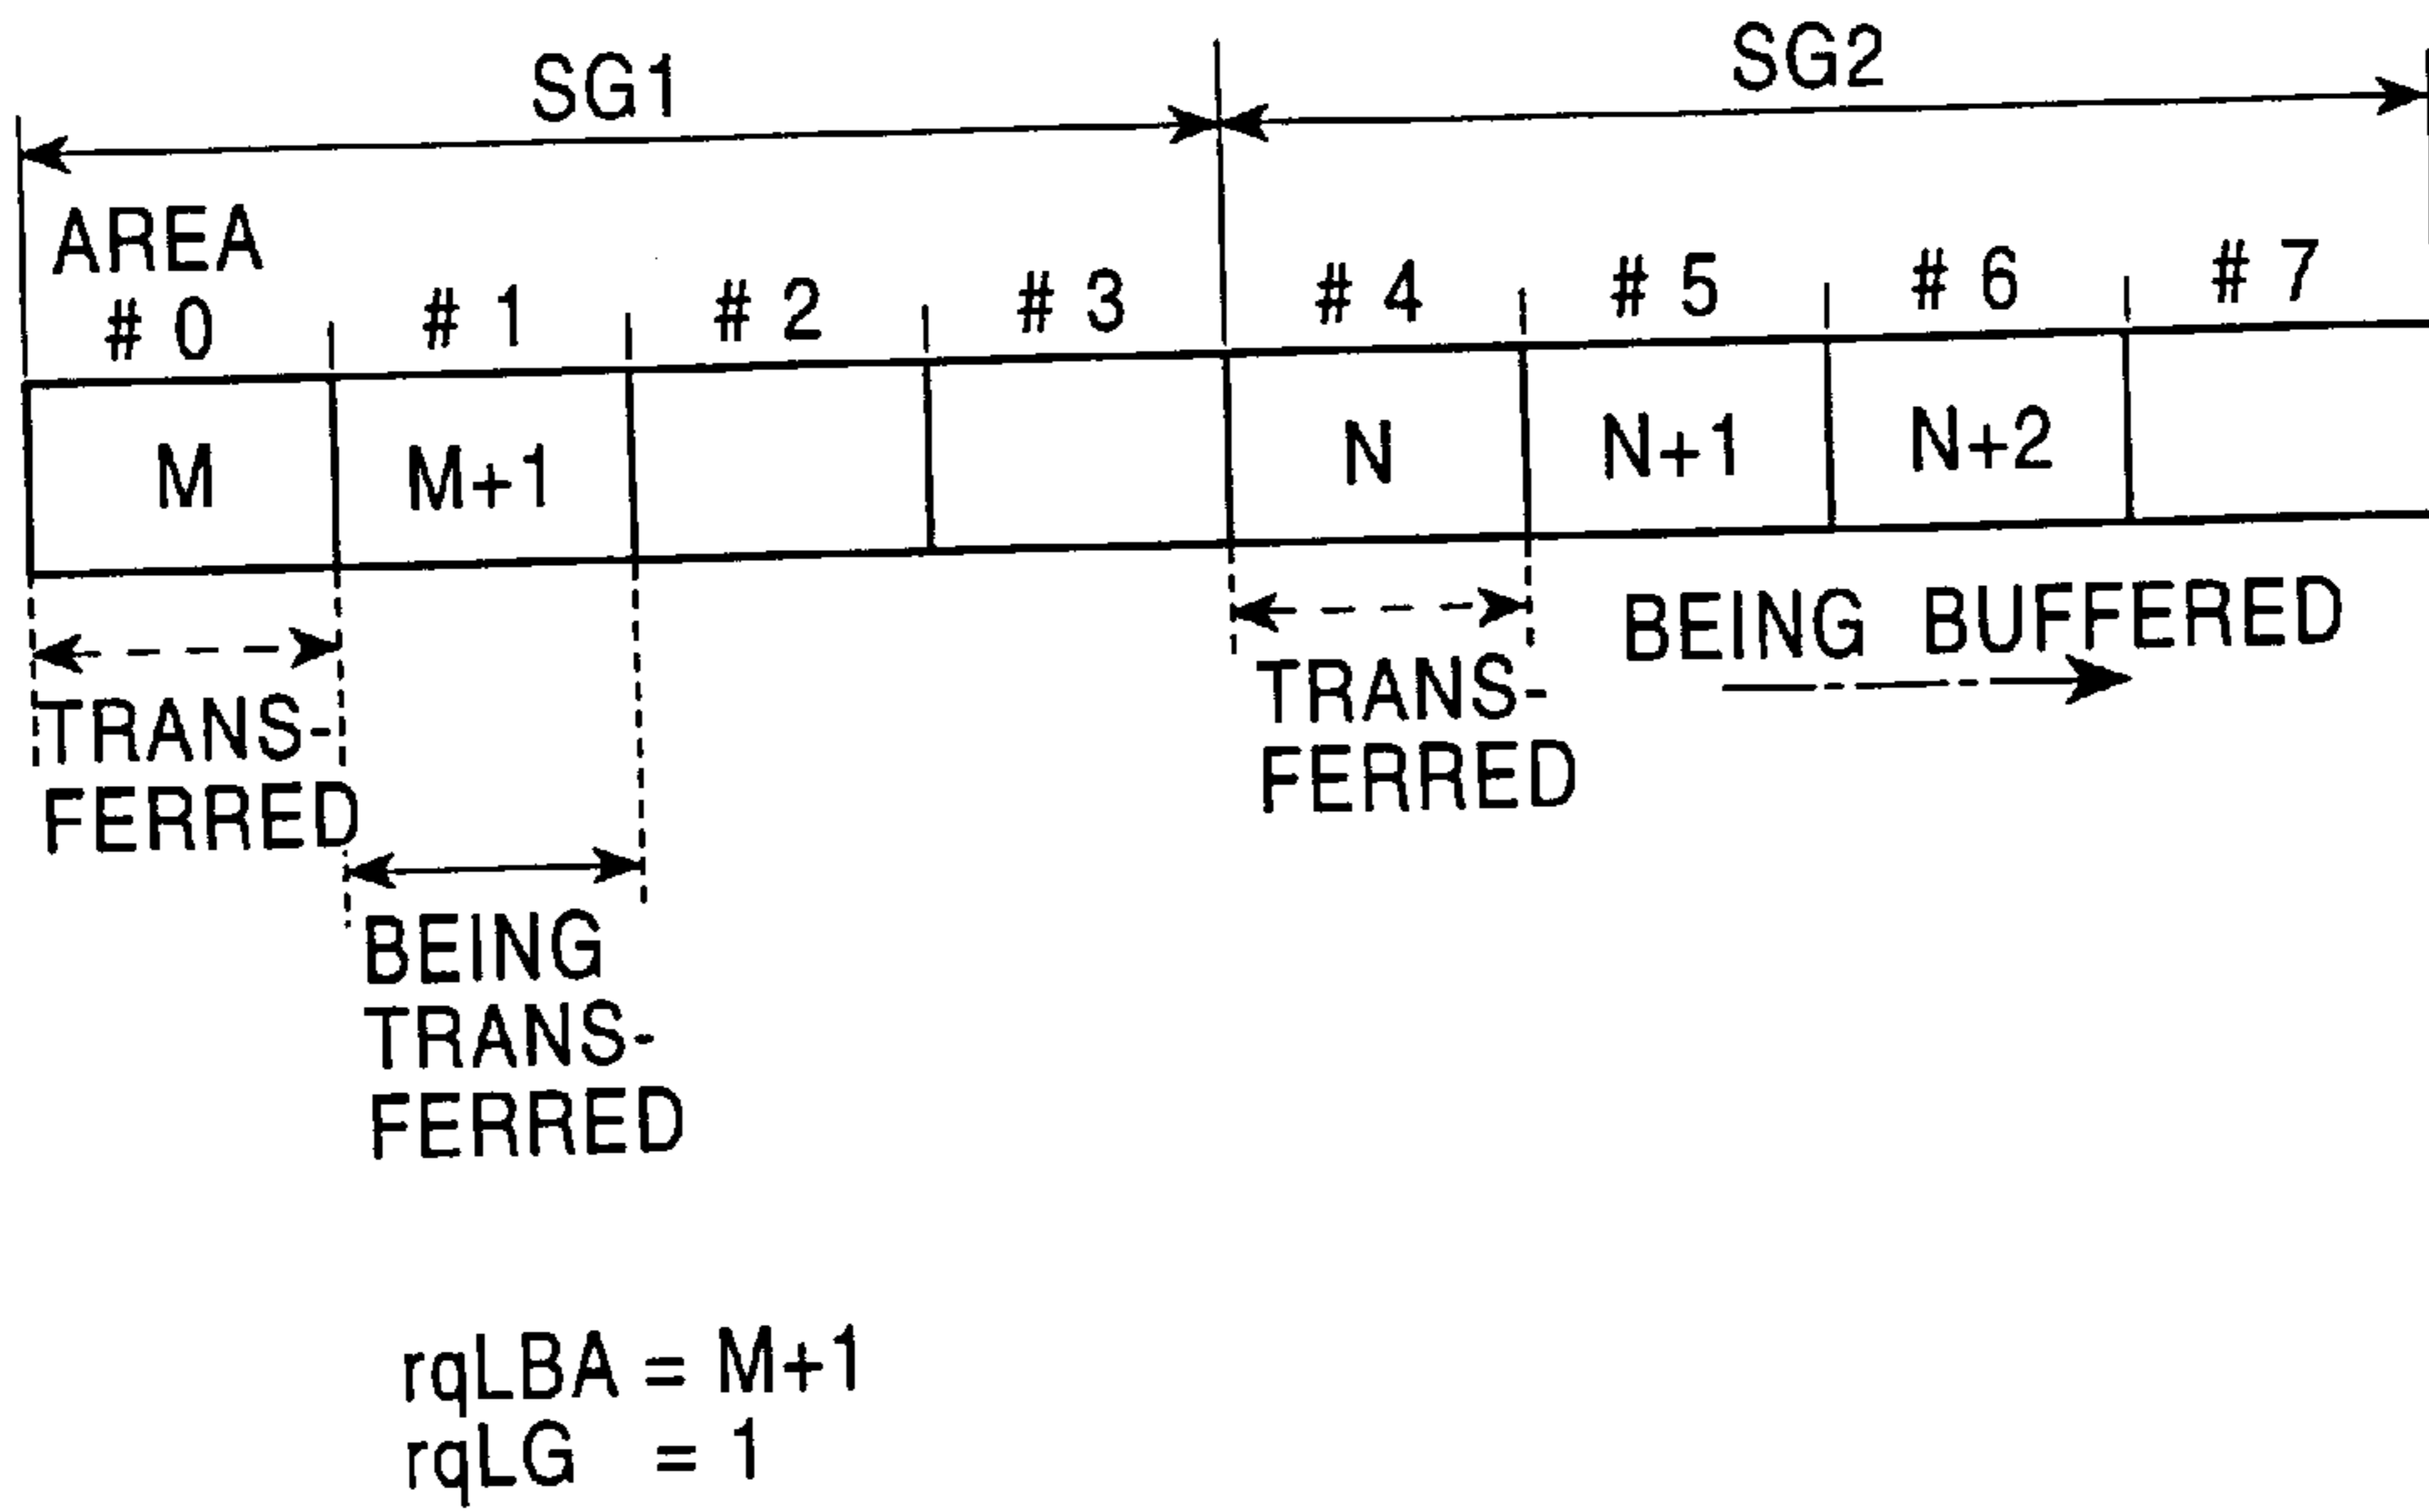 SG1 SG2
AREA
# 0 # 1 # 2 # 3 # 4 # 5 # 6 # 7
M M+1 N N+1 N+2
TRANS-
FERRED
BEING
TRANS-
FERRED
TRANS-
FERRED
BEING BUFFERED
rqLBA = M+1
rqLG = 1